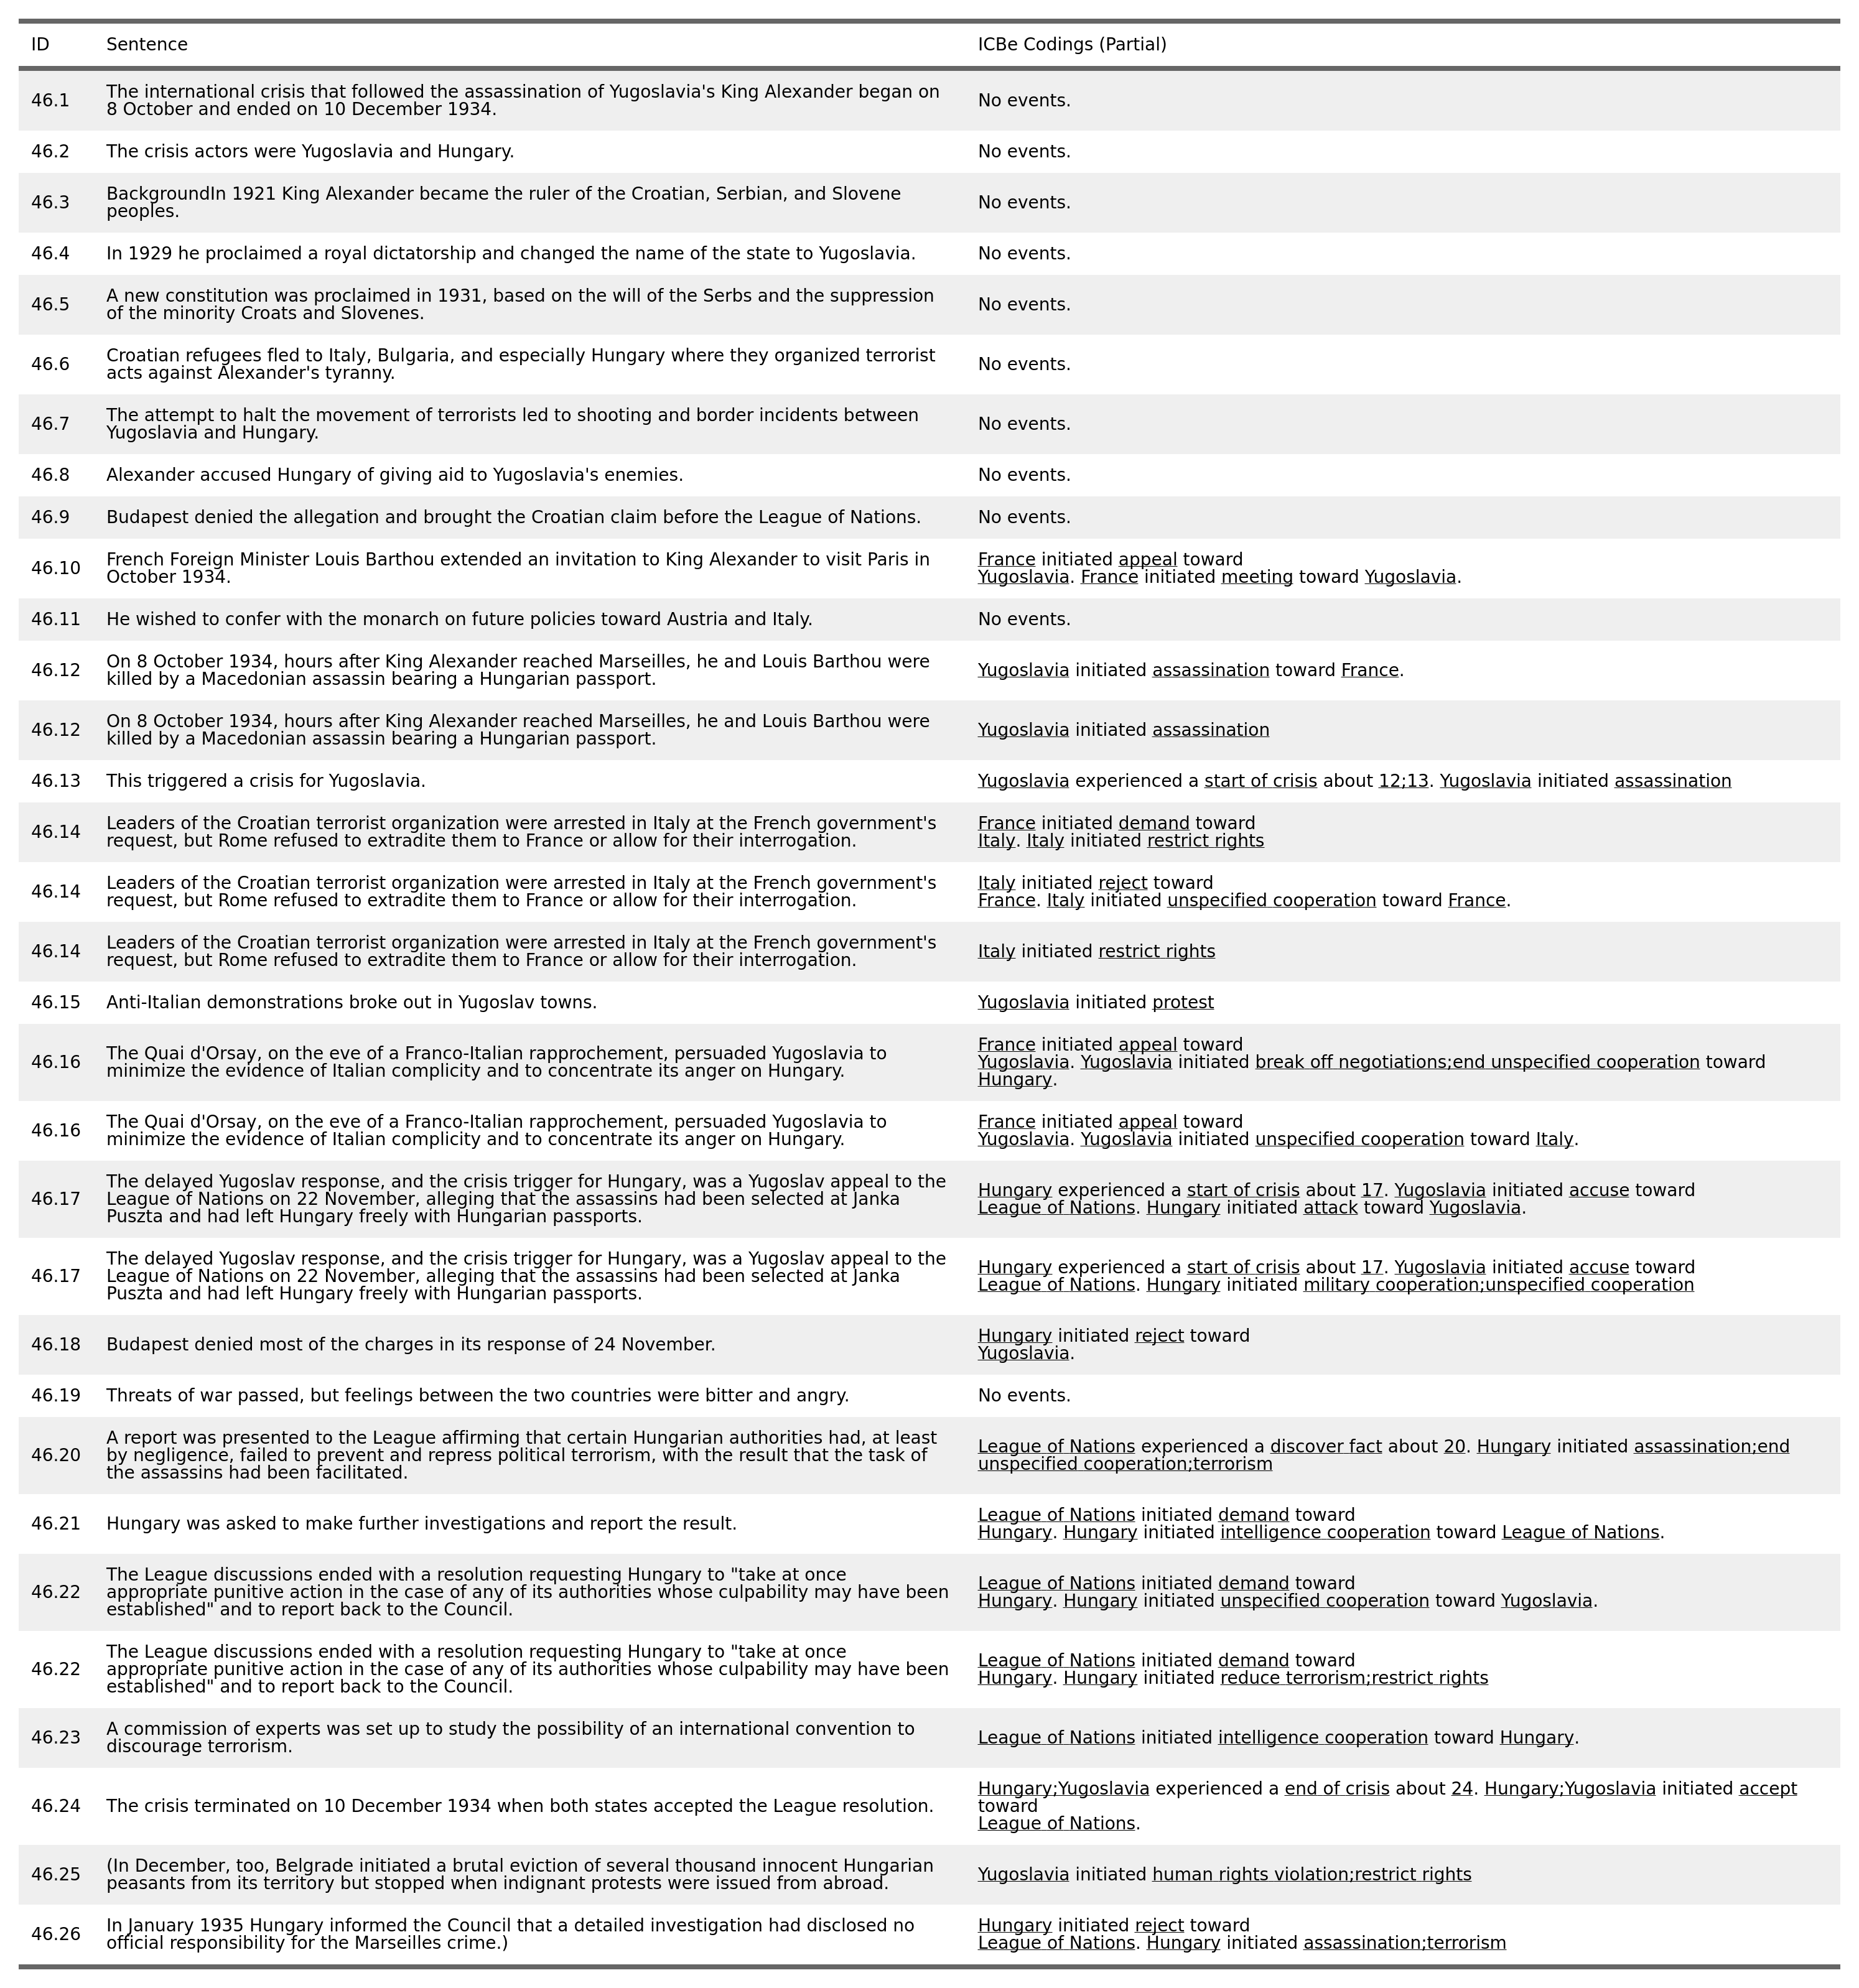 ID Sentence ICBe Codings (Partial)
46.1 The international crisis that followed the assassination of Yugoslavia's King Alexander began on
8 October and ended on 10 December 1934. No events.
46.2 The crisis actors were Yugoslavia and Hungary. No events.
46.3 BackgroundIn 1921 King Alexander became the ruler of the Croatian, Serbian, and Slovene
peoples. No events.
46.4 In 1929 he proclaimed a royal dictatorship and changed the name of the state to Yugoslavia. No events.
46.5 A new constitution was proclaimed in 1931, based on the will of the Serbs and the suppression
of the minority Croats and Slovenes. No events.
46.6 Croatian refugees fled to Italy, Bulgaria, and especially Hungary where they organized terrorist
acts against Alexander's tyranny. No events.
46.7 The attempt to halt the movement of terrorists led to shooting and border incidents between
Yugoslavia and Hungary. No events.
46.8 Alexander accused Hungary of giving aid to Yugoslavia's enemies. No events.
46.9 Budapest denied the allegation and brought the Croatian claim before the League of Nations. No events.
46.10 French Foreign Minister Louis Barthou extended an invitation to King Alexander to visit Paris in
October 1934.
France initiated appeal toward
Yugoslavia. France initiated meeting toward Yugoslavia.
46.11 He wished to confer with the monarch on future policies toward Austria and Italy. No events.
46.12 On 8 October 1934, hours after King Alexander reached Marseilles, he and Louis Barthou were
killed by a Macedonian assassin bearing a Hungarian passport.
Yugoslavia initiated assassination toward France.
46.12 On 8 October 1934, hours after King Alexander reached Marseilles, he and Louis Barthou were
killed by a Macedonian assassin bearing a Hungarian passport.
Yugoslavia initiated assassination
46.13 This triggered a crisis for Yugoslavia. Yugoslavia experienced a start of crisis about 12;13. Yugoslavia initiated assassination
46.14 Leaders of the Croatian terrorist organization were arrested in Italy at the French government's
request, but Rome refused to extradite them to France or allow for their interrogation.
France initiated demand toward
Italy. Italy initiated restrict rights
46.14 Leaders of the Croatian terrorist organization were arrested in Italy at the French government's
request, but Rome refused to extradite them to France or allow for their interrogation.
Italy initiated reject toward
France. Italy initiated unspecified cooperation toward France.
46.14 Leaders of the Croatian terrorist organization were arrested in Italy at the French government's
request, but Rome refused to extradite them to France or allow for their interrogation.
Italy initiated restrict rights
46.15 Anti-Italian demonstrations broke out in Yugoslav towns. Yugoslavia initiated protest
46.16 The Quai d'Orsay, on the eve of a Franco-Italian rapprochement, persuaded Yugoslavia to
minimize the evidence of Italian complicity and to concentrate its anger on Hungary.
France initiated appeal toward
Yugoslavia. Yugoslavia initiated break off negotiations;end unspecified cooperation toward
Hungary.
46.16 The Quai d'Orsay, on the eve of a Franco-Italian rapprochement, persuaded Yugoslavia to
minimize the evidence of Italian complicity and to concentrate its anger on Hungary.
France initiated appeal toward
Yugoslavia. Yugoslavia initiated unspecified cooperation toward Italy.
46.17 The delayed Yugoslav response, and the crisis trigger for Hungary, was a Yugoslav appeal to the
League of Nations on 22 November, alleging that the assassins had been selected at Janka
Puszta and had left Hungary freely with Hungarian passports.
Hungary experienced a start of crisis about 17. Yugoslavia initiated accuse toward
League of Nations. Hungary initiated attack toward Yugoslavia.
46.17 The delayed Yugoslav response, and the crisis trigger for Hungary, was a Yugoslav appeal to the
League of Nations on 22 November, alleging that the assassins had been selected at Janka
Puszta and had left Hungary freely with Hungarian passports.
Hungary experienced a start of crisis about 17. Yugoslavia initiated accuse toward
League of Nations. Hungary initiated military cooperation;unspecified cooperation
46.18 Budapest denied most of the charges in its response of 24 November.
Hungary initiated reject toward
Yugoslavia.
46.19 Threats of war passed, but feelings between the two countries were bitter and angry. No events.
46.20 A report was presented to the League affirming that certain Hungarian authorities had, at least
by negligence, failed to prevent and repress political terrorism, with the result that the task of
the assassins had been facilitated.
League of Nations experienced a discover fact about 20. Hungary initiated assassination;end
unspecified cooperation;terrorism
46.21 Hungary was asked to make further investigations and report the result.
League of Nations initiated demand toward
Hungary. Hungary initiated intelligence cooperation toward League of Nations.
46.22 The League discussions ended with a resolution requesting Hungary to "take at once
appropriate punitive action in the case of any of its authorities whose culpability may have been
established" and to report back to the Council.
League of Nations initiated demand toward
Hungary. Hungary initiated unspecified cooperation toward Yugoslavia.
46.22 The League discussions ended with a resolution requesting Hungary to "take at once
appropriate punitive action in the case of any of its authorities whose culpability may have been
established" and to report back to the Council.
League of Nations initiated demand toward
Hungary. Hungary initiated reduce terrorism;restrict rights
46.23 A commission of experts was set up to study the possibility of an international convention to
discourage terrorism.
League of Nations initiated intelligence cooperation toward Hungary.
46.24 The crisis terminated on 10 December 1934 when both states accepted the League resolution.
Hungary;Yugoslavia experienced a end of crisis about 24. Hungary;Yugoslavia initiated accept
toward
League of Nations.
46.25 (In December, too, Belgrade initiated a brutal eviction of several thousand innocent Hungarian
peasants from its territory but stopped when indignant protests were issued from abroad.
Yugoslavia initiated human rights violation;restrict rights
46.26 In January 1935 Hungary informed the Council that a detailed investigation had disclosed no
official responsibility for the Marseilles crime.)
Hungary initiated reject toward
League of Nations. Hungary initiated assassination;terrorism